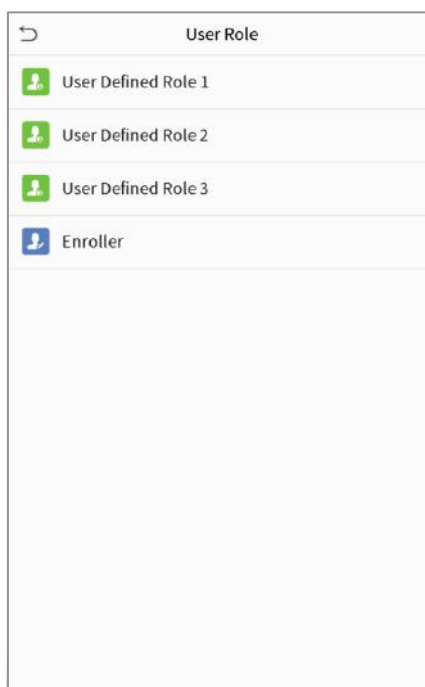 User Role
User Defined Role 1
User Defined Role 2
User Defined Role 3
Enroller